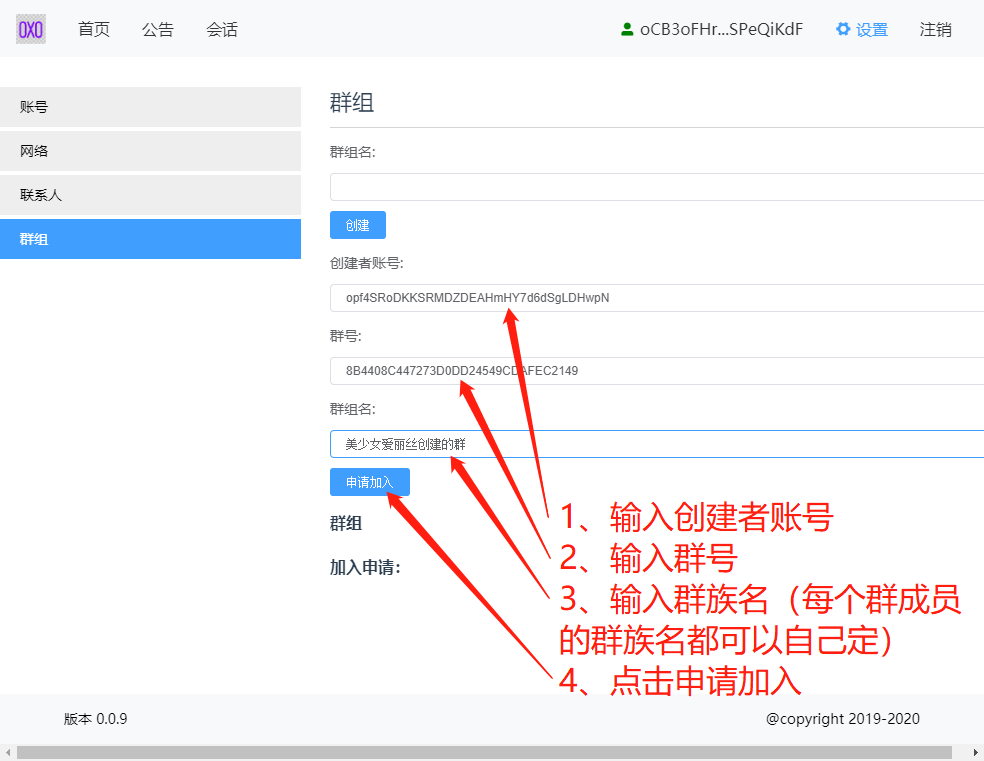 OXO 首页 公告 会话 oCB3oFHr...SPeQiKdF 设置 注销
账号
网络
联系人
群组
群组
群组名:
创建
创建者账号:
opf4SRoDKKSRMDZDEAHmHY7d6dSgLDHwpN
群号:
8B4408C447273D0DD24549CDAFEC2149
群组名:
美少女爱丽丝创建的群
申请加入
群组
加入申请:
1、输入创建者账号
2、输入群号
3、输入群族名（每个群成员
的群族名都可以自己定）
4、点击申请加入
版本 0.0.9 @copyright 2019-2020